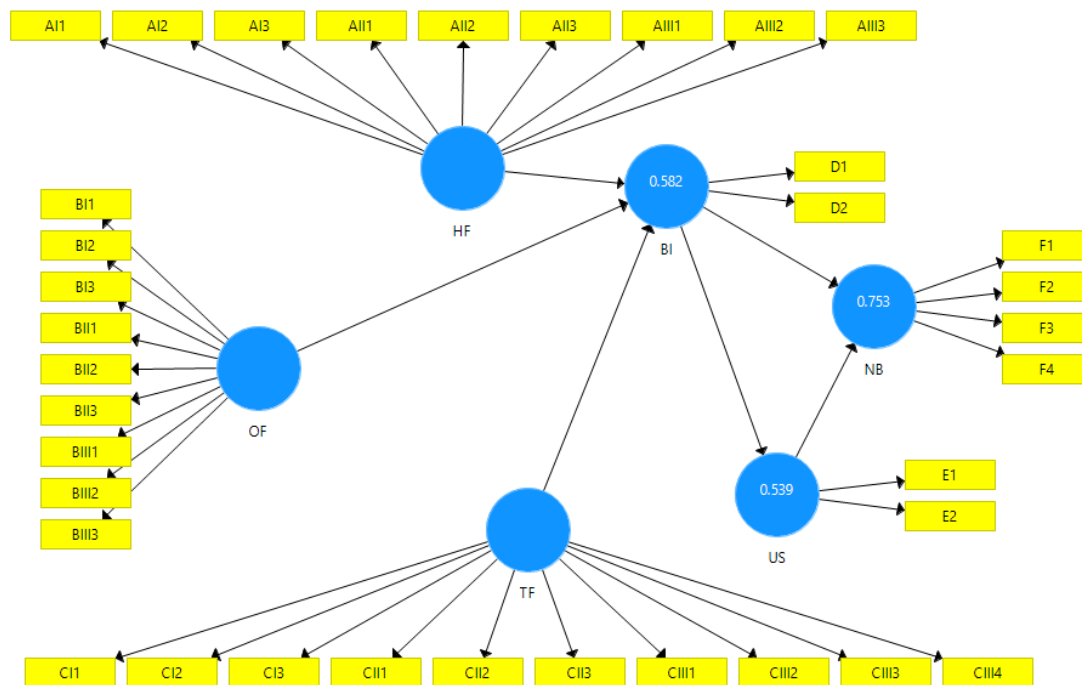 AI1
AI2
AI3
AII1
AII2
AII3
AIII1
AIII2
AIII3
HF
0.582
BI
D1
D2
BI1
BI2
BI3
BII1
BII2
BII3
BIII1
BIII2
BIII3
OF
0.753
NB
F1
F2
F3
F4
0.539
US
E1
E2
TF
CI1
CI2
CI3
CII1
CII2
CII3
CIII1
CIII2
CIII3
CIII4